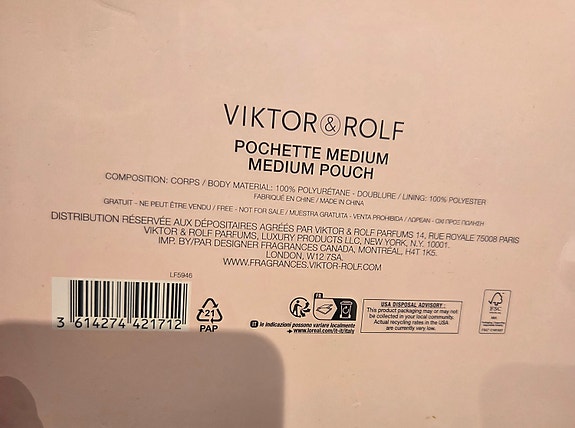 VIKTOR&ROLF
POCHETTE MEDIUM
MEDIUM POUCH
COMPOSITION: CORPS / BODY MATERIAL: 100% POLYURÉTANE - DOUBLURE / LINING: 100% POLYESTER
FABRIQUÉ EN CHINE / MADE IN CHINA
GRATUIT - NE PEUT ÊTRE VENDU / FREE - NOT FOR SALE / MUESTRA GRATUITA - VENTA PROHIBIDA / ΔΩΡΕΑΝ - ΟΧΙ ΠΡΟΣ ΠΩΛΗΣΗ
DISTRIBUTION RÉSERVÉE AUX DÉPOSITAIRES AGRÉÉS PAR VIKTOR & ROLF PARFUMS 14, RUE ROYALE 75008 PARIS
VIKTOR & ROLF PARFUMS, LUXURY PRODUCTS LLC, NEW YORK, N.Y. 10001.
IMP. BY/PAR DESIGNER FRAGRANCES CANADA, MONTRÉAL, H4T 1K5.
LONDON, W12 7SA.
WWW.FRAGRANCES.VIKTOR-ROLF.COM
LF5946
3 614274 421712
21
PAP
FR
IT le indicazioni possono variare localmente
www.loreal.com/it-it/italy
USA DISPOSAL ADVISORY :
This product packaging may or may not
be collected in your local community.
Actual recycling rates in the USA
are currently very low.
FSC